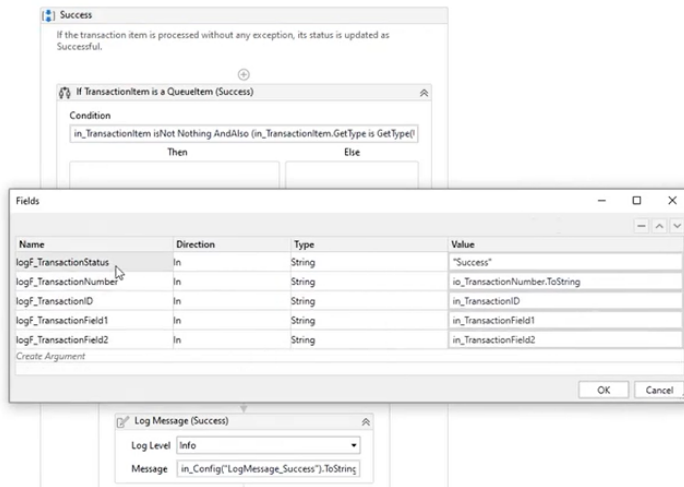 Success
If the transaction item is processed without any exception, its status is updated as
Successful.
If TransactionItem is a QueueItem (Success)
Condition
in_TransactionItem isNot Nothing AndAlso (in_TransactionItem.GetType is GetType(
Then Else
Fields
Name Direction Type Value
logF_TransactionStatus In String "Success"
logF_TransactionNumber In String io_TransactionNumber.ToString
logF_TransactionID In String in_TransactionID
logF_TransactionField1 In String in_TransactionField1
logF_TransactionField2 In String in_TransactionField2
Create Argument
OK Cancel
Log Message (Success)
Log Level Info
Message in_Config("LogMessage_Success").ToString